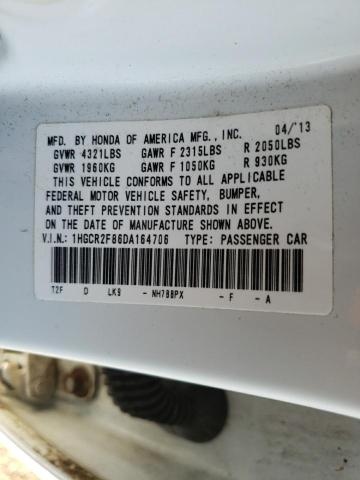 MFD. BY HONDA OF AMERICA MFG., INC. 04/'13
GVWR 4321LBS GAWR F 2315LBS R 2050LBS
GVWR 1960KG GAWR F 1050KG R 930KG
THIS VEHICLE CONFORMS TO ALL APPLICABLE
FEDERAL MOTOR VEHICLE SAFETY, BUMPER,
AND THEFT PREVENTION STANDARDS IN EFFECT
ON THE DATE OF MANUFACTURE SHOWN ABOVE.
V.I.N.: 1HGCR2F86DA164706 TYPE: PASSENGER CAR
T2F D LK9 - NH788PX - F - A